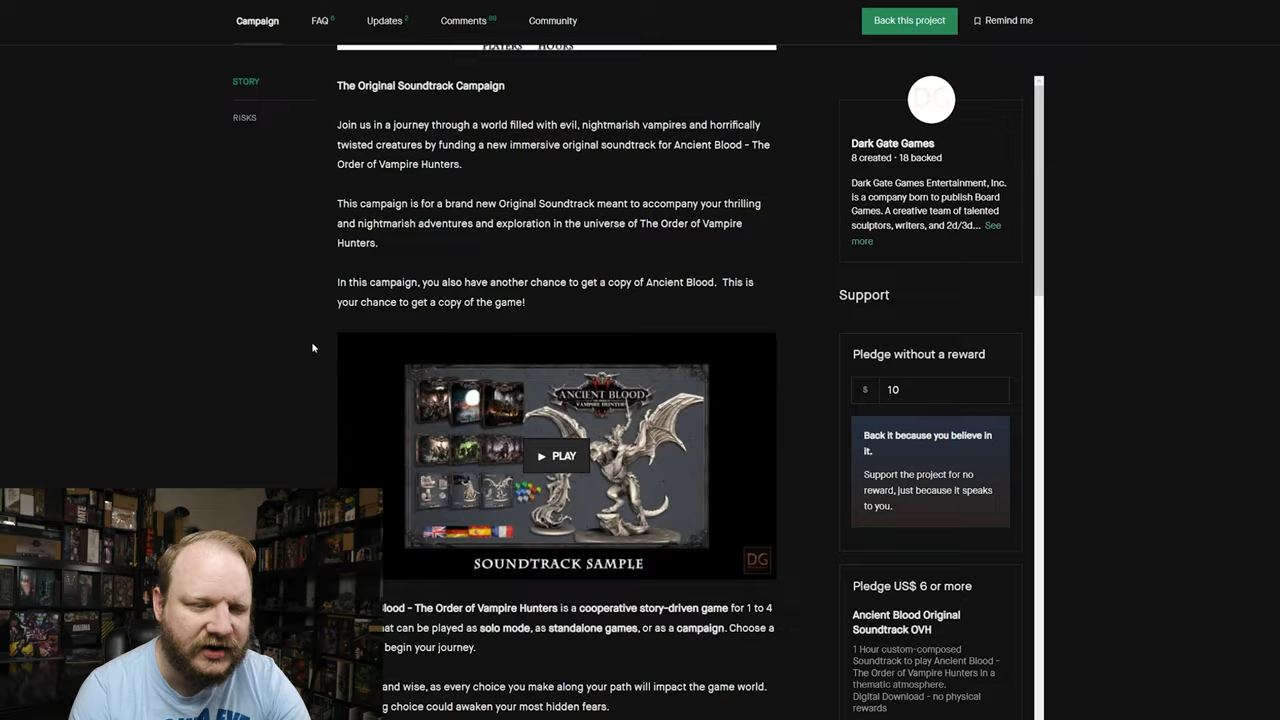 Campaign
FAQ 6
Updates 2
Comments 89
Community
Back this project
Remind me
PLAYERS HOURS
STORY
RISKS
The Original Soundtrack Campaign
Join us in a journey through a world filled with evil, nightmarish vampires and horrifically
twisted creatures by funding a new immersive original soundtrack for Ancient Blood - The
Order of Vampire Hunters.
This campaign is for a brand new Original Soundtrack meant to accompany your thrilling
and nightmarish adventures and exploration in the universe of The Order of Vampire
Hunters.
In this campaign, you also have another chance to get a copy of Ancient Blood. This is
your chance to get a copy of the game!
ANCIENT BLOOD
VAMPIRE HUNTERS
PLAY
SOUNDTRACK SAMPLE
DG
lood - The Order of Vampire Hunters is a cooperative story-driven game for 1 to 4
at can be played as solo mode, as standalone games, or as a campaign. Choose a
begin your journey.
and wise, as every choice you make along your path will impact the game world.
g choice could awaken your most hidden fears.
DG
Dark Gate Games
8 created · 18 backed
Dark Gate Games Entertainment, Inc.
is a company born to publish Board
Games. A creative team of talented
sculptors, writers, and 2d/3d... See
more
Support
Pledge without a reward
$ 10
Back it because you believe in
it.
Support the project for no
reward, just because it speaks
to you.
Pledge US$ 6 or more
Ancient Blood Original
Soundtrack OVH
1 Hour custom-composed
Soundtrack to play Ancient Blood -
The Order of Vampire Hunters in a
thematic atmosphere.
Digital Download - no physical
rewards